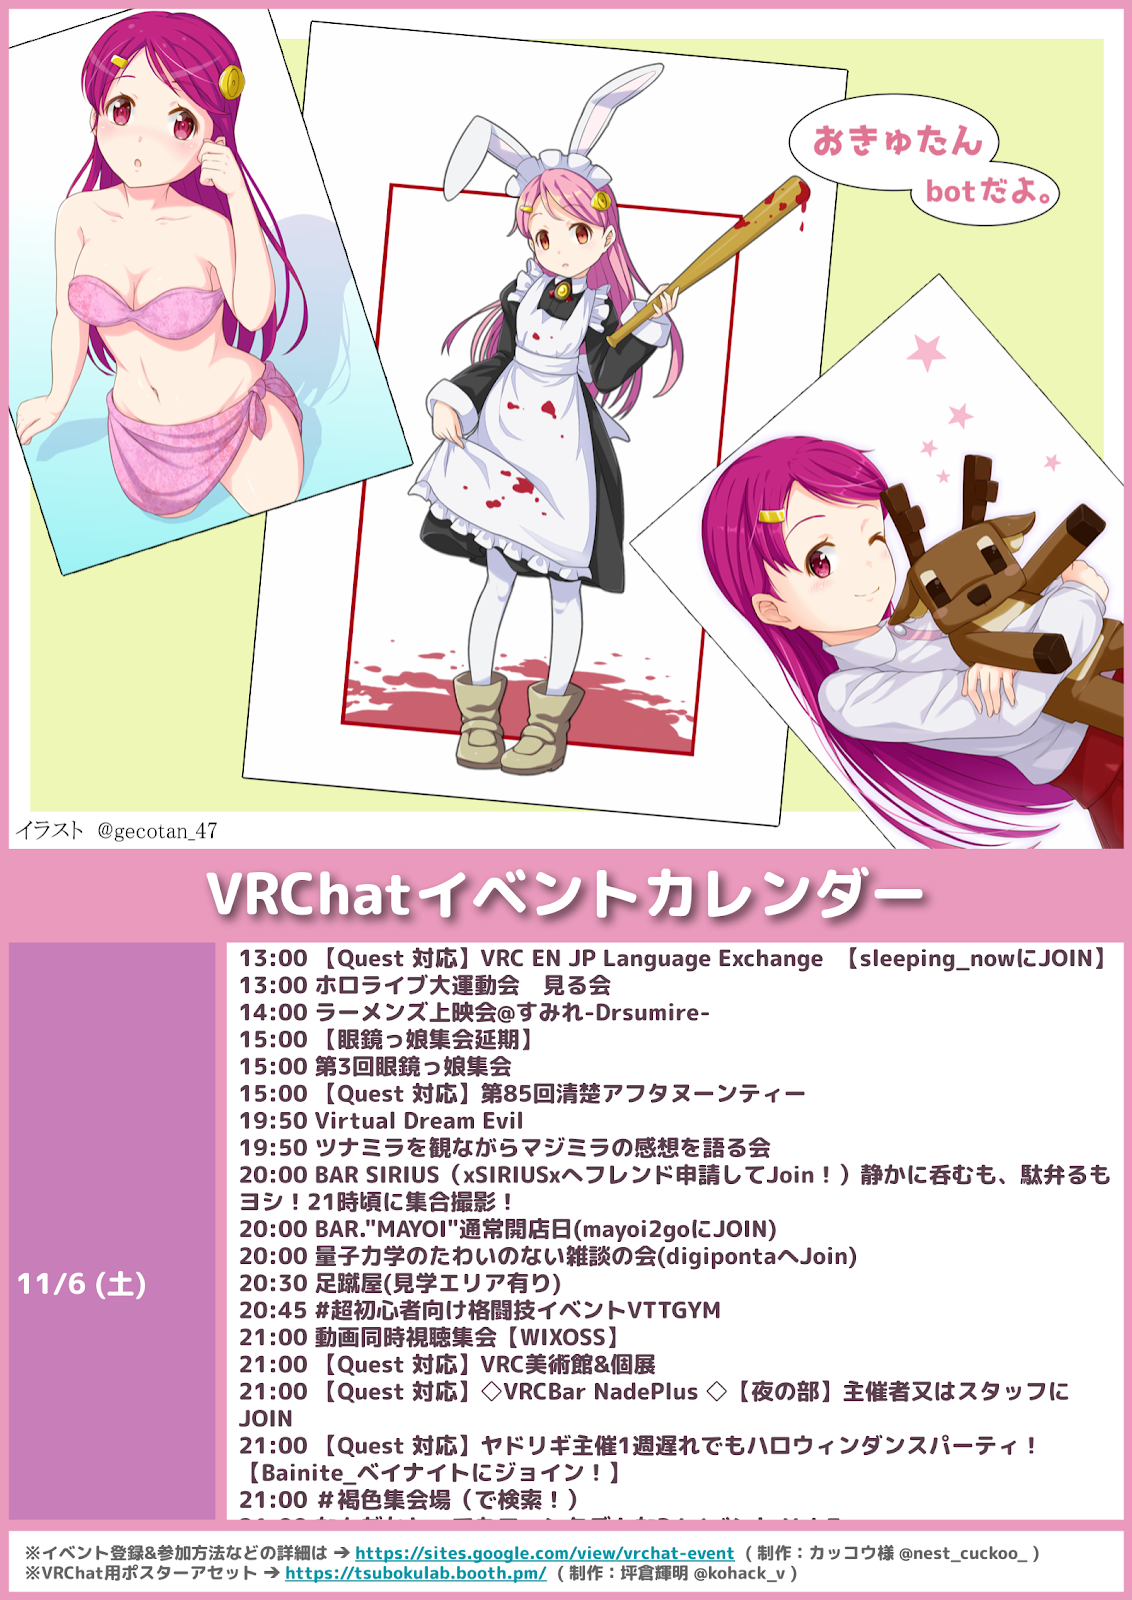 おきゅたん
botだよ。
イラスト @gecotan_47
VRChatイベントカレンダー
11/6 (土)
13:00 【Quest 対応】VRC EN JP Language Exchange 【sleeping_nowにJOIN】
13:00 ホロライブ大運動会　見る会
14:00 ラーメンズ上映会@すみれ-Drsumire-
15:00 【眼鏡っ娘集会延期】
15:00 第3回眼鏡っ娘集会
15:00 【Quest 対応】第85回清楚アフタヌーンティー
19:50 Virtual Dream Evil
19:50 ツナミラを観ながらマジミラの感想を語る会
20:00 BAR SIRIUS（xSIRIUSxへフレンド申請してJoin！）静かに呑むも、駄弁るも
ヨシ！21時頃に集合撮影！
20:00 BAR."MAYOI"通常開店日(mayoi2goにJOIN)
20:00 量子力学のたわいのない雑談の会(digipontaへJoin)
20:30 足蹴屋(見学エリア有り)
20:45 #超初心者向け格闘技イベントVTTGYM
21:00 動画同時視聴集会【WIXOSS】
21:00 【Quest 対応】VRC美術館&個展
21:00 【Quest 対応】◇VRCBar NadePlus ◇【夜の部】主催者又はスタッフに
JOIN
21:00 【Quest 対応】ヤドリギ主催1週遅れでもハロウィンダンスパーティ！
【Bainite_ベイナイトにジョイン！】
21:00 ＃褐色集会場（で検索！）
※イベント登録&参加方法などの詳細は → https://sites.google.com/view/vrchat-event ( 制作：カッコウ様 @nest_cuckoo_ )
※VRChat用ポスターアセット → https://tsubokulab.booth.pm/ ( 制作：坪倉輝明 @kohack_v )